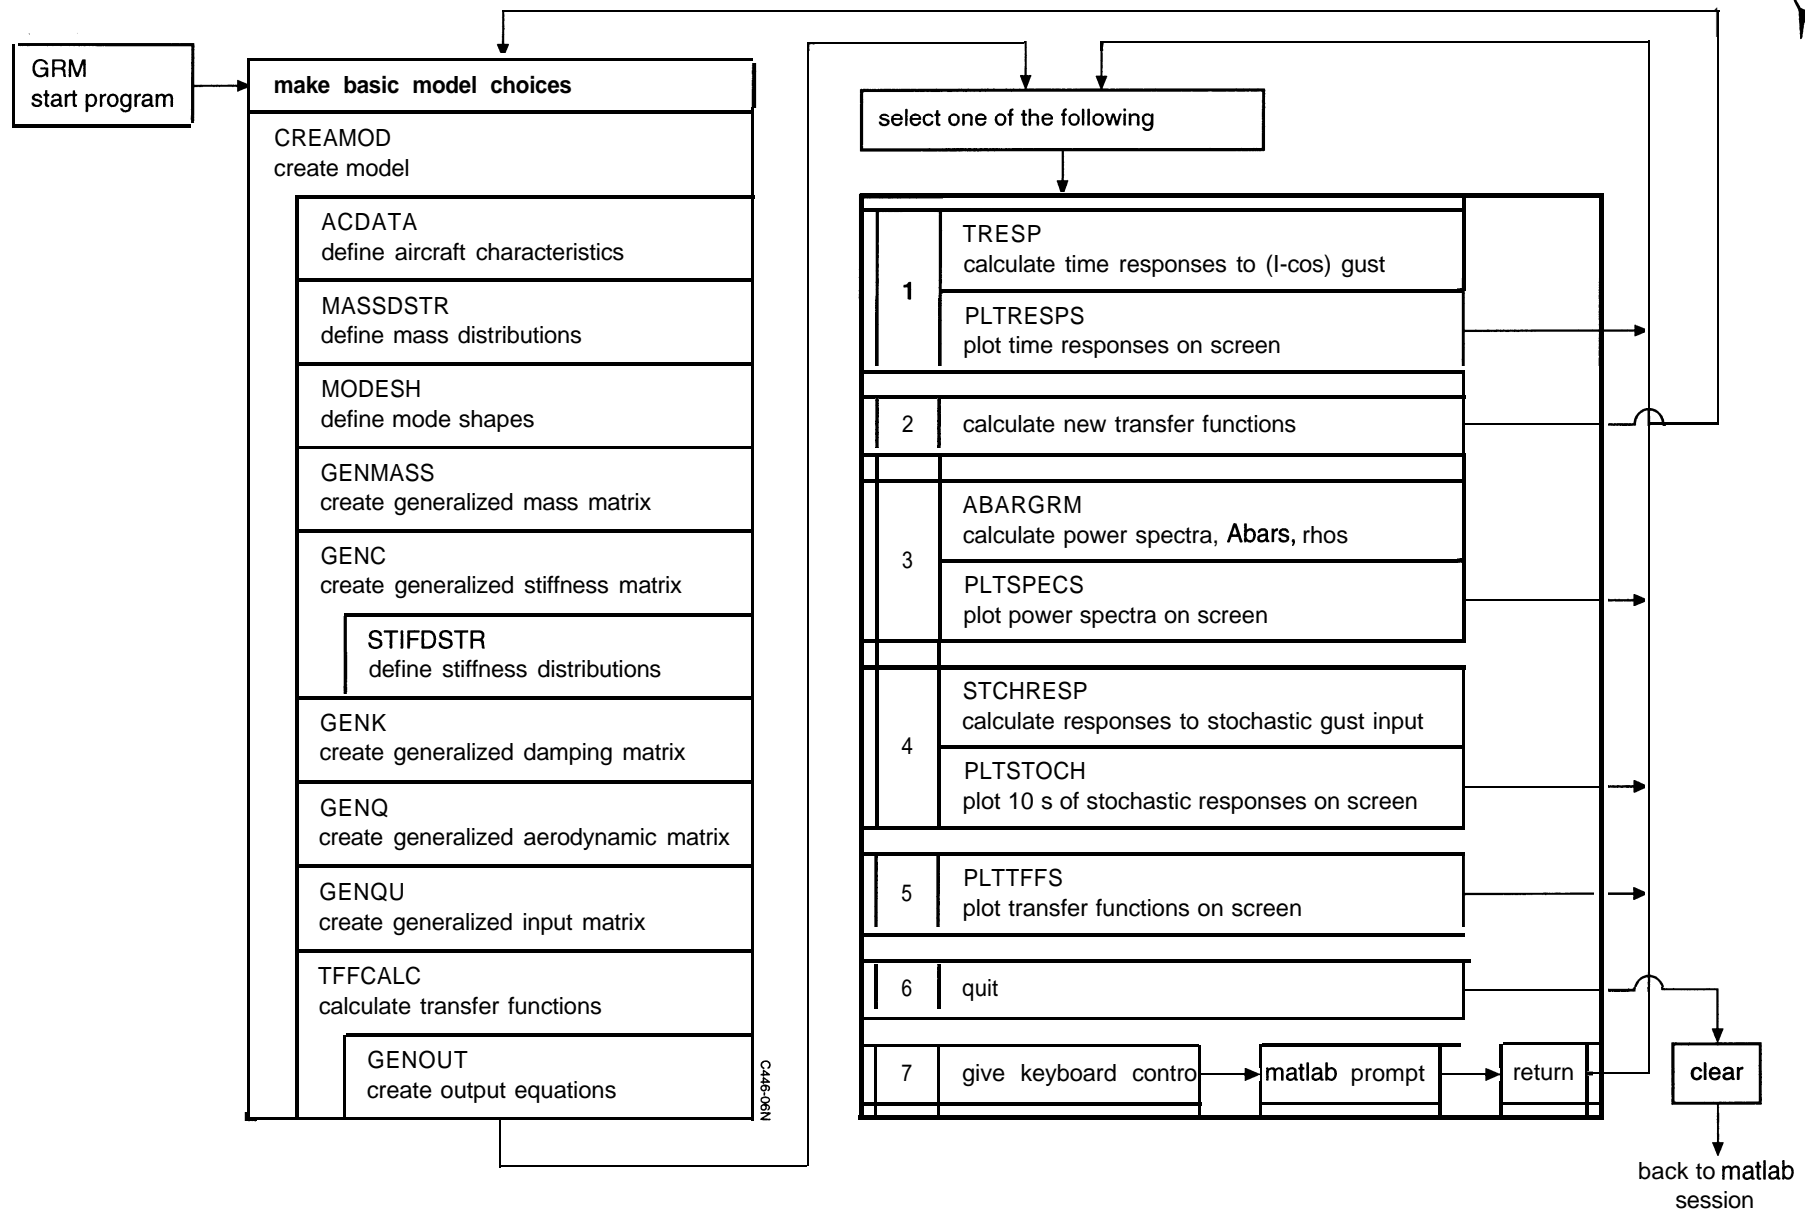 GRM
start program
make basic model choices
CREAMOD
create model
ACDATA
define aircraft characteristics
MASSDSTR
define mass distributions
MODESH
define mode shapes
GENMASS
create generalized mass matrix
GENC
create generalized stiffness matrix
STIFDSTR
define stiffness distributions
GENK
create generalized damping matrix
GENQ
create generalized aerodynamic matrix
GENQU
create generalized input matrix
TFFCALC
calculate transfer functions
GENOUT
create output equations
C446-06N
select one of the following
1
TRESP
calculate time responses to (I-cos) gust
PLTRESPS
plot time responses on screen
2
calculate new transfer functions
3
ABARGRM
calculate power spectra, Abars, rhos
PLTSPECS
plot power spectra on screen
4
STCHRESP
calculate responses to stochastic gust input
PLTSTOCH
plot 10 s of stochastic responses on screen
5
PLTTFFS
plot transfer functions on screen
6
quit
7
give keyboard contro
matlab prompt
return
clear
back to matlab
session